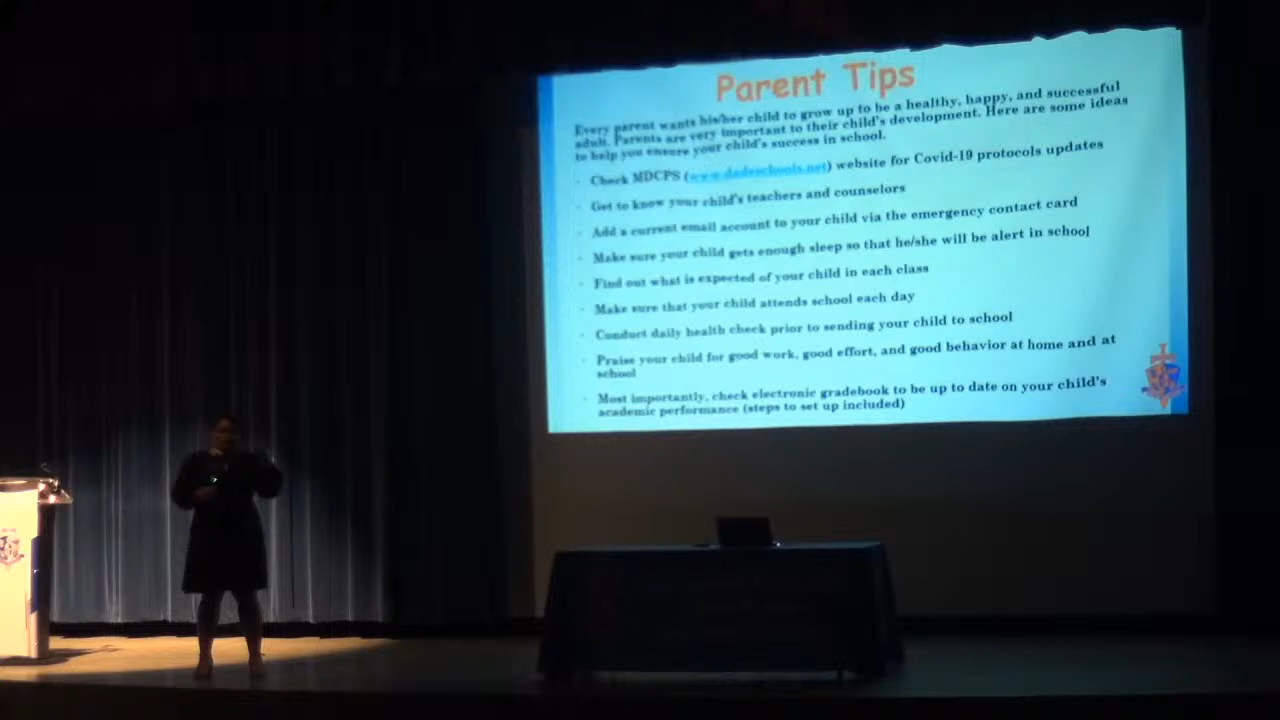 Parent Tips
Every parent wants his/her child to grow up to be a healthy, happy, and successful
adult. Parents are very important to their child's development. Here are some ideas
to help you ensure your child's success in school.
Check MDCPS (www.dadeschools.net) website for Covid-19 protocols updates
Get to know your child's teachers and counselors
Add a current email account to your child via the emergency contact card
Make sure your child gets enough sleep so that he/she will be alert in school
Find out what is expected of your child in each class
Make sure that your child attends school each day
Conduct daily health check prior to sending your child to school
Praise your child for good work, good effort, and good behavior at home and at
school
Most importantly, check electronic gradebook to be up to date on your child's
academic performance (steps to set up included)